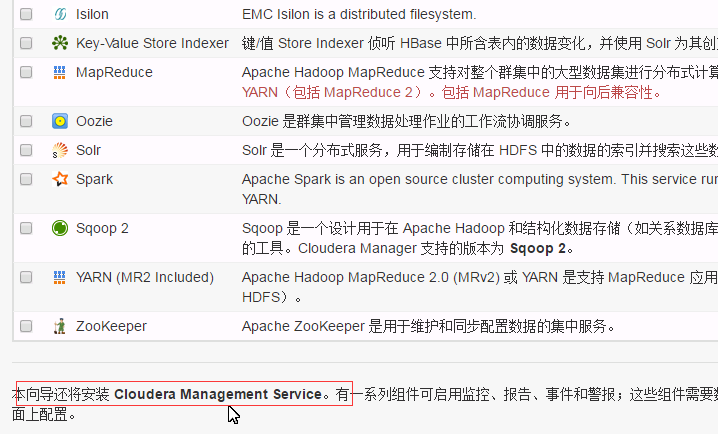 Isilon EMC Isilon is a distributed filesystem.
Key-Value Store Indexer 键/值 Store Indexer 侦听 HBase 中所含表内的数据变化，并使用 Solr 为其创
MapReduce Apache Hadoop MapReduce 支持对整个群集中的大型数据集进行分布式计算
YARN（包括 MapReduce 2）。包括 MapReduce 用于向后兼容性。
Oozie Oozie 是群集中管理数据处理作业的工作流协调服务。
Solr Solr 是一个分布式服务，用于编制存储在 HDFS 中的数据的索引并搜索这些数
Spark Apache Spark is an open source cluster computing system. This service run
YARN.
Sqoop 2 Sqoop 是一个设计用于在 Apache Hadoop 和结构化数据存储（如关系数据库
的工具。Cloudera Manager 支持的版本为 Sqoop 2。
YARN (MR2 Included) Apache Hadoop MapReduce 2.0 (MRv2) 或 YARN 是支持 MapReduce 应用
HDFS）。
ZooKeeper Apache ZooKeeper 是用于维护和同步配置数据的集中服务。
本向导还将安装 Cloudera Management Service。有一系列组件可启用监控、报告、事件和警报；这些组件需要数
面上配置。